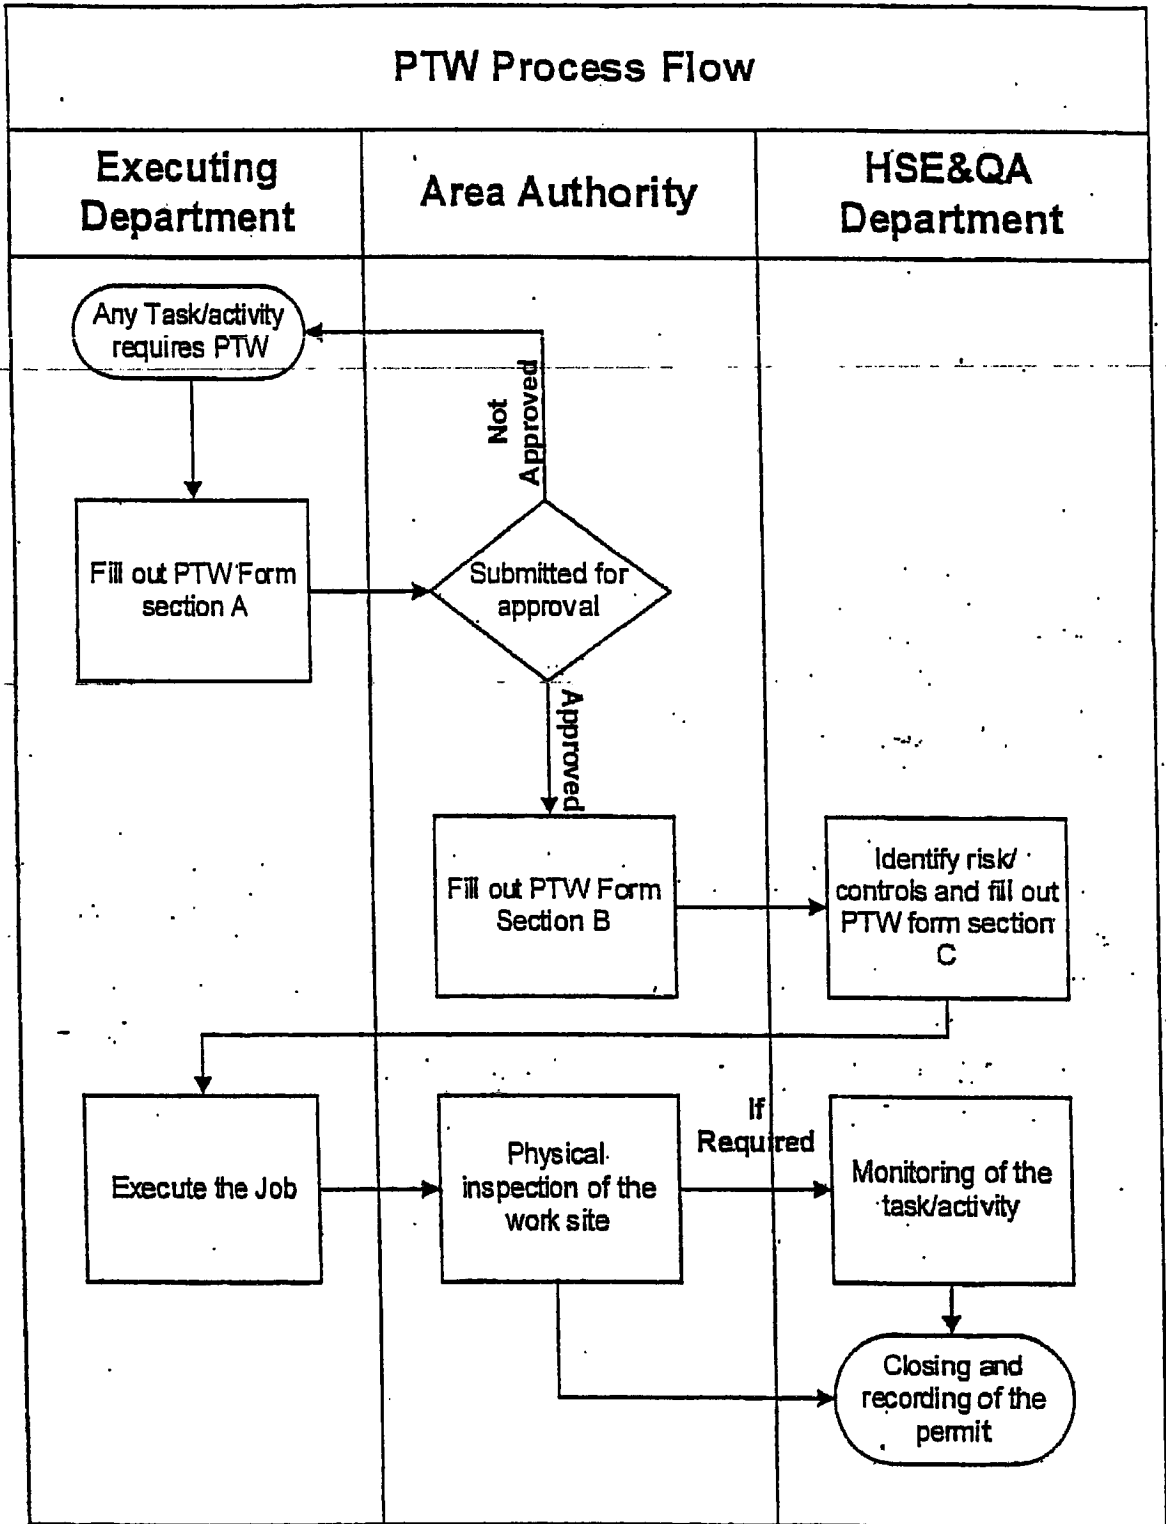 PTW Process Flow
Executing
Department
Area Authority
HSE&QA
Department
Any Task/activity
requires PTW
Not
Approved
Fill out PTW Form
section A
Submitted for
approval
Approved
Fill out PTW Form
Section B
Identify risk/
controls and fill out
PTW form section
C
Execute the Job
Physical
inspection of the
work site
If
Required
Monitoring of the
task/activity
Closing and
recording of the
permit